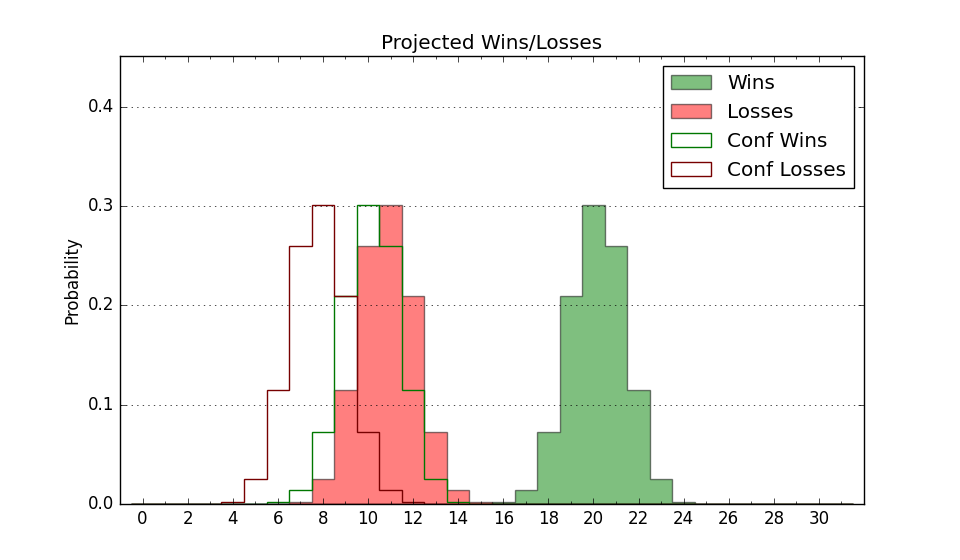 Projected Wins/Losses
Wins
Losses
Conf Wins
Conf Losses
Probability
0.4
0.3
0.2
0.1
0.0
0 2 4 6 8 10 12 14 16 18 20 22 24 26 28 30